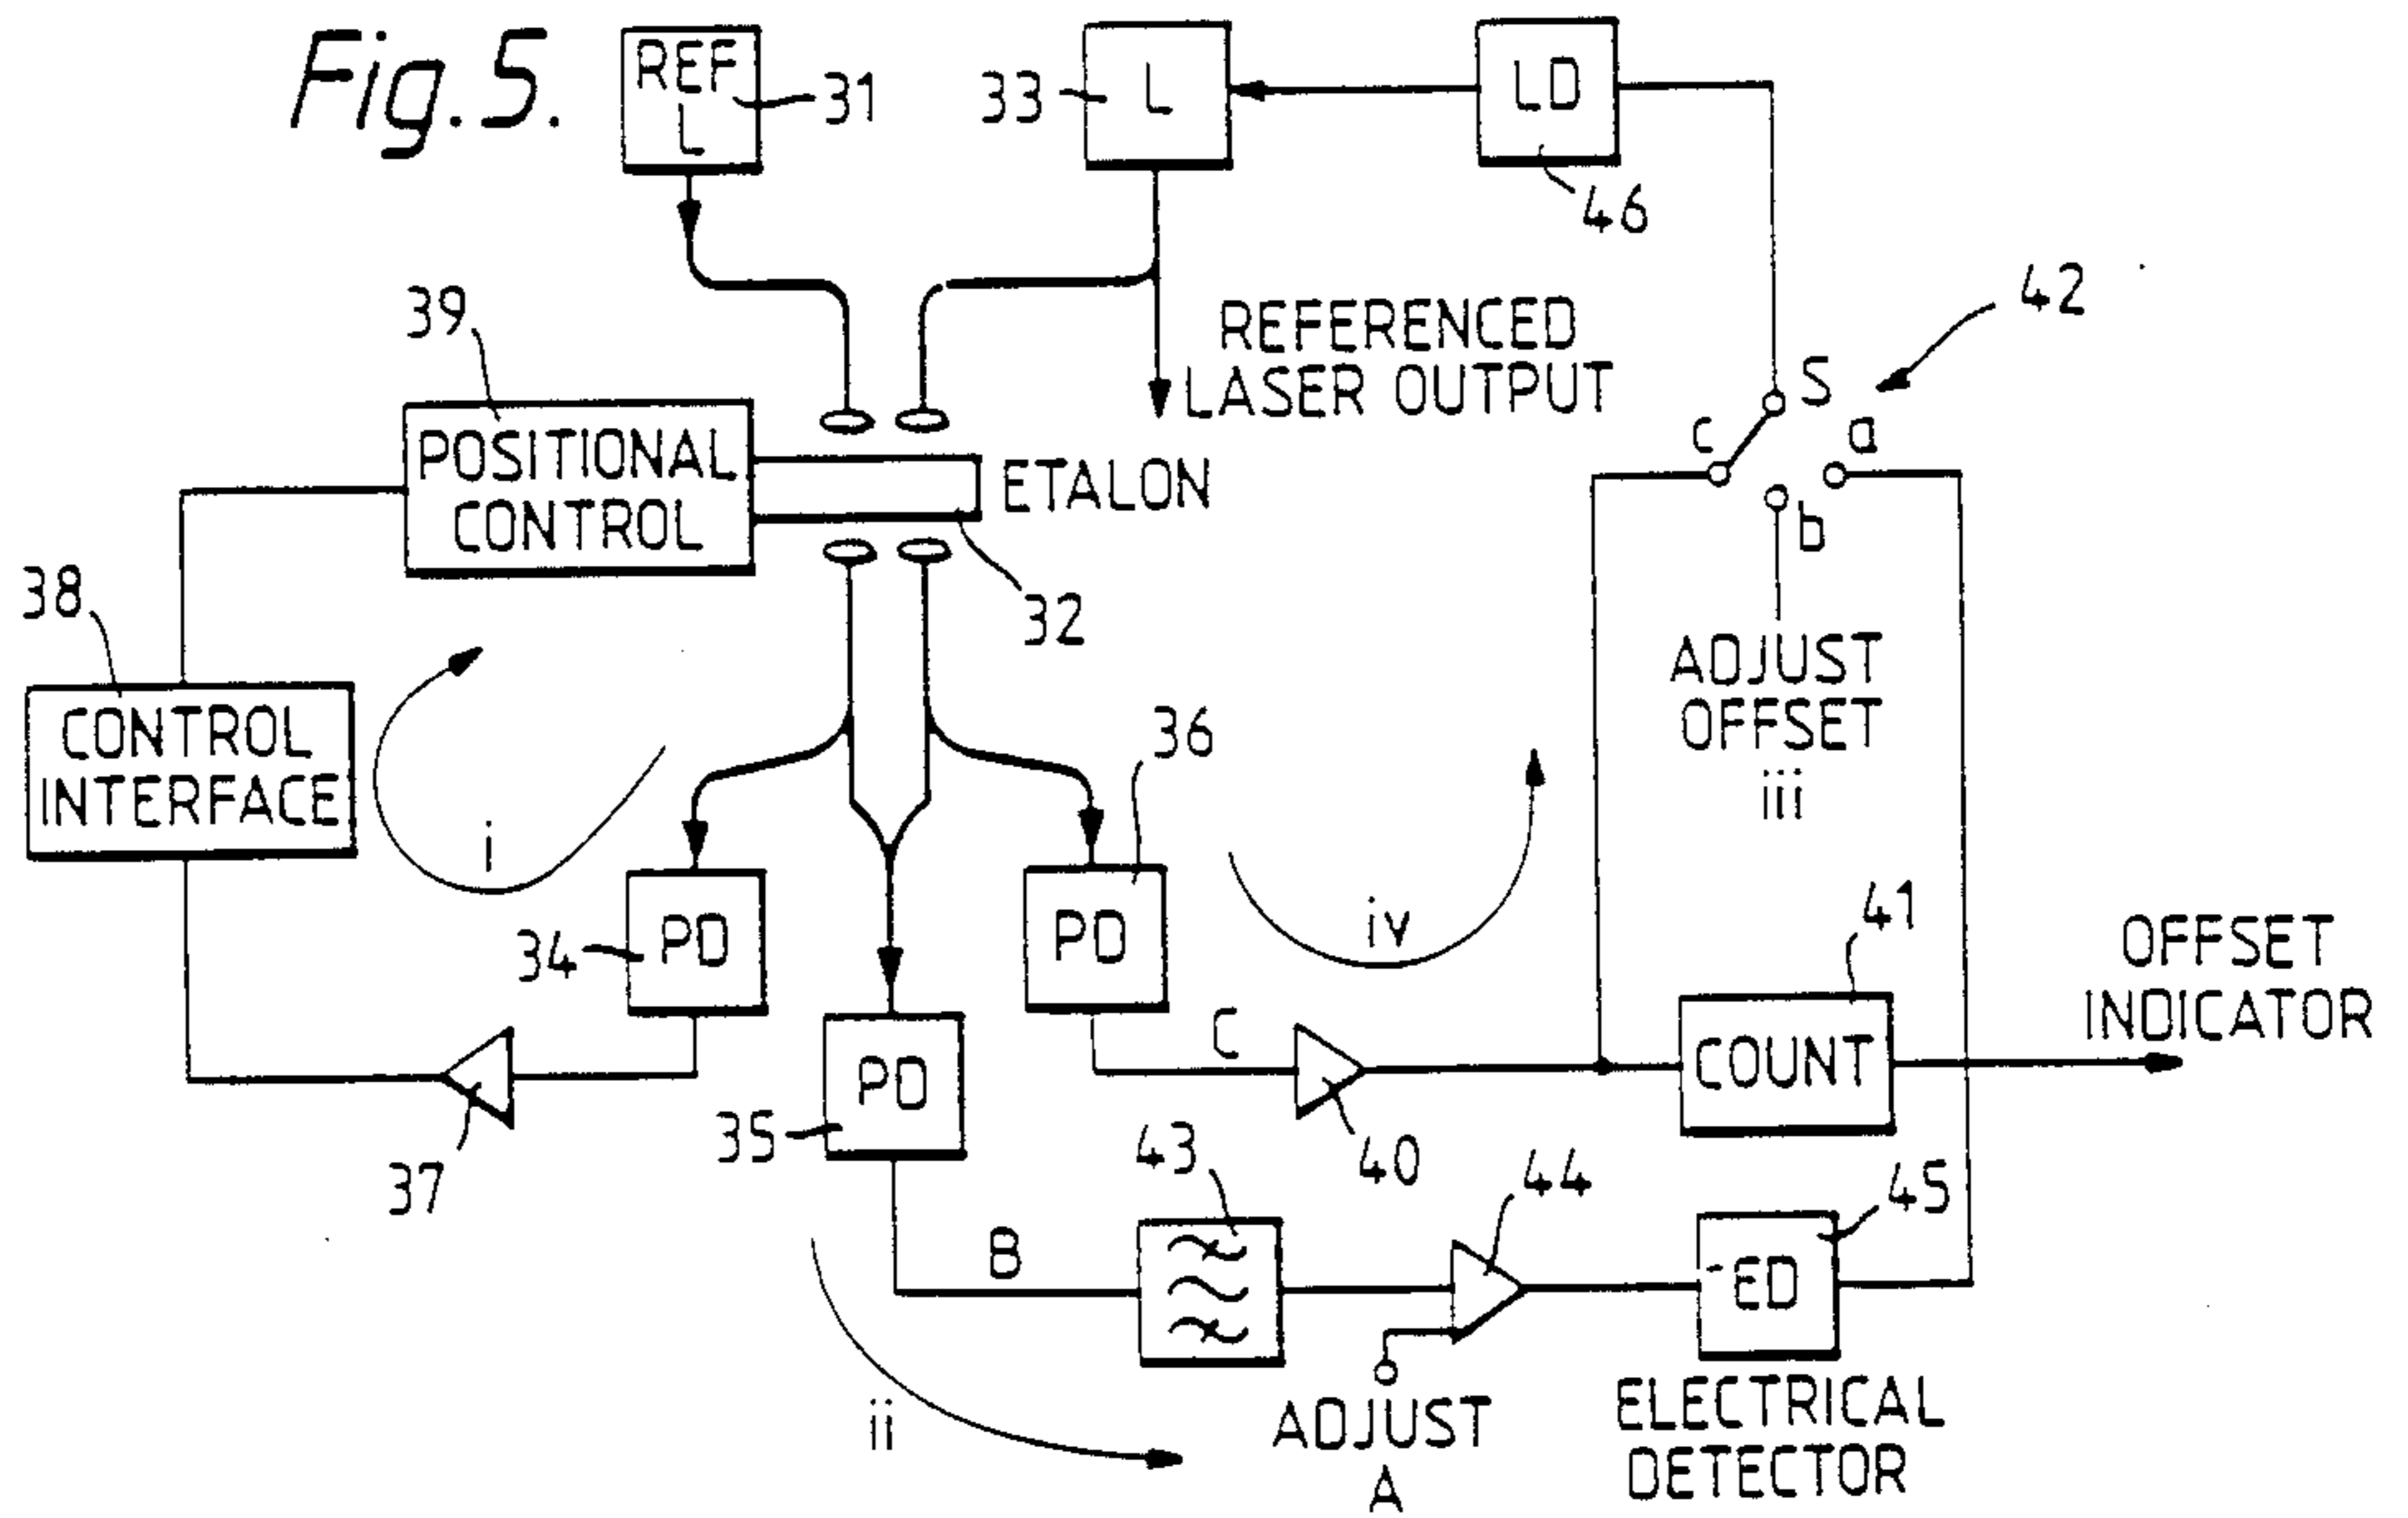 Fig.5.
REF
L
31
33
L
LD
46
42
39
REFERENCED
LASER OUTPUT
S
c
a
b
POSITIONAL
CONTROL
ETALON
32
ADJUST
OFFSET
iii
38
CONTROL
INTERFACE
i
36
34
PD
PD
iv
41
OFFSET
INDICATOR
C
COUNT
37
35
PD
40
43
44
45
B
ED
ii
ADJUST
A
ELECTRICAL
DETECTOR